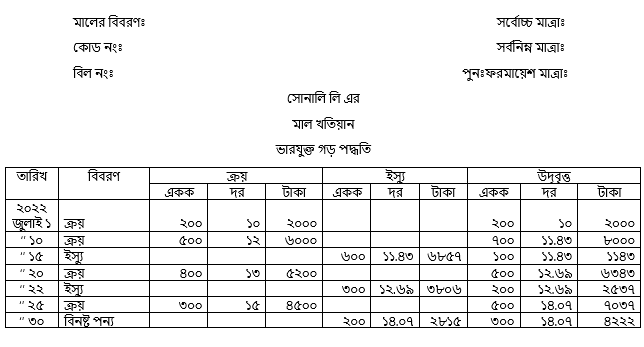 মালের বিবরণঃ সর্বোচ্চ মাত্রাঃ
কোড নংঃ সর্বনিম্ন মাত্রাঃ
বিল নংঃ পুনঃফরমায়েশ মাত্রাঃ
সোনালি লি এর
মাল খতিয়ান
ভারযুক্ত গড় পদ্ধতি
তারিখ বিবরণ ক্রয় ইস্যু উদ্বৃত্ত
একক দর টাকা একক দর টাকা একক দর টাকা
২০২২
জুলাই ১ ক্রয় ২০০ ১০ ২০০০ ২০০ ১০ ২০০০
" ১০ ক্রয় ৫০০ ১২ ৬০০০ ৭০০ ১১.৪৩ ৮০০০
" ১৫ ইস্যু ৬০০ ১১.৪৩ ৬৮৫৭ ১০০ ১১.৪৩ ১১৪৩
" ২০ ক্রয় ৪০০ ১৩ ৫২০০ ৫০০ ১২.৬৯ ৬৩৪৩
" ২২ ইস্যু ৩০০ ১২.৬৯ ৩৮০৬ ২০০ ১২.৬৯ ২৫৩৭
" ২৫ ক্রয় ৩০০ ১৫ ৪৫০০ ৫০০ ১৪.০৭ ৭০৩৭
" ৩০ বিনষ্ট পন্য ২০০ ১৪.০৭ ২৮১৫ ৩০০ ১৪.০৭ ৪২২২